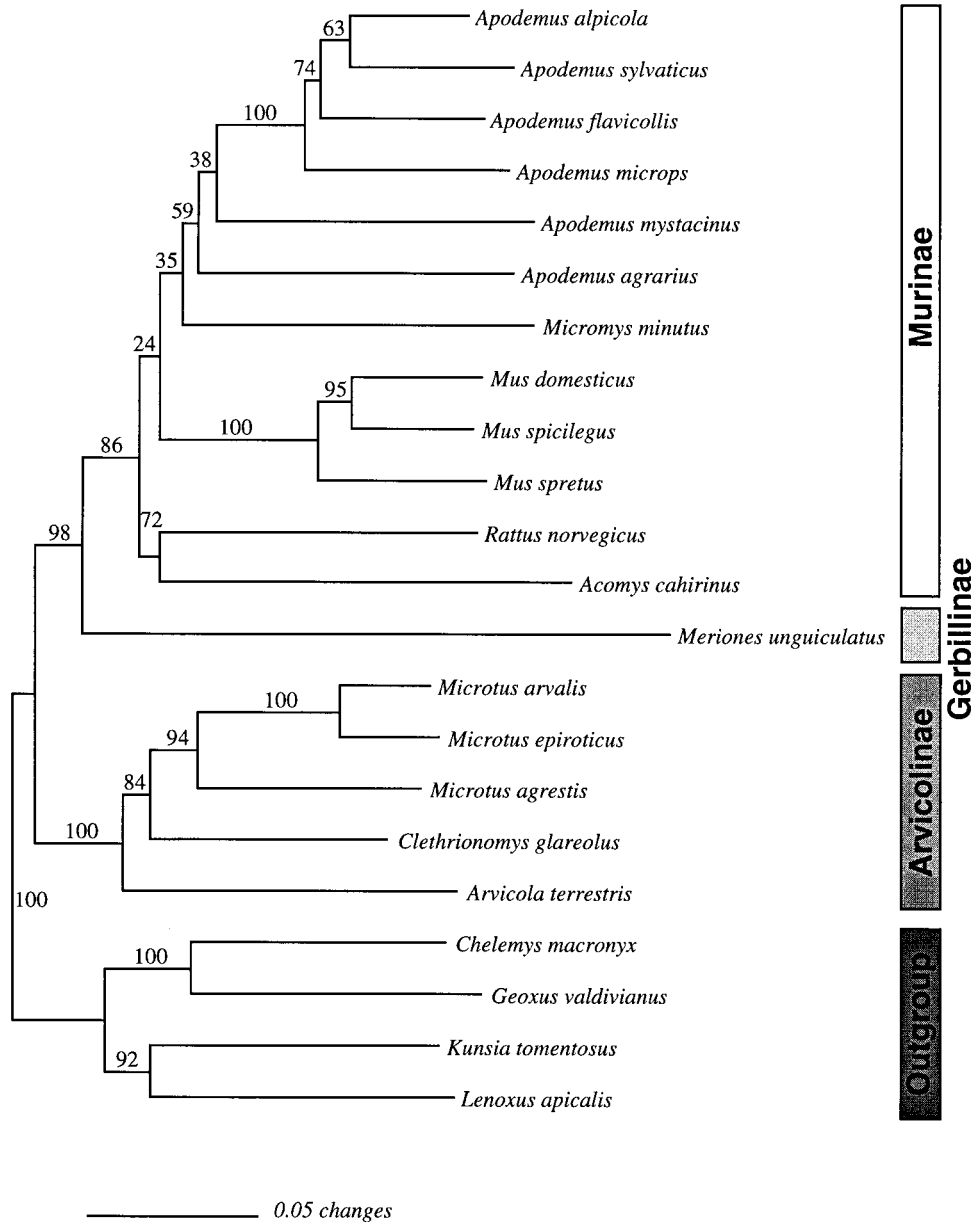 63
Apodemus alpicola
74
Apodemus sylvaticus
100
Apodemus flavicollis
38
Apodemus microps
59
Apodemus mystacinus
35
Apodemus agrarius
24
Micromys minutus
95
Mus domesticus
100
Mus spicilegus
86
Mus spretus
72
Rattus norvegicus
98
Acomys cahirinus
Meriones unguiculatus
100
Microtus arvalis
94
Microtus epiroticus
84
Microtus agrestis
100
Clethrionomys glareolus
100
Arvicola terrestris
100
Chelemys macronyx
Geoxus valdivianus
92
Kunsia tomentosus
Lenoxus apicalis
0.05 changes
Murinae
Gerbillinae
Arvicolinae
Outgroup